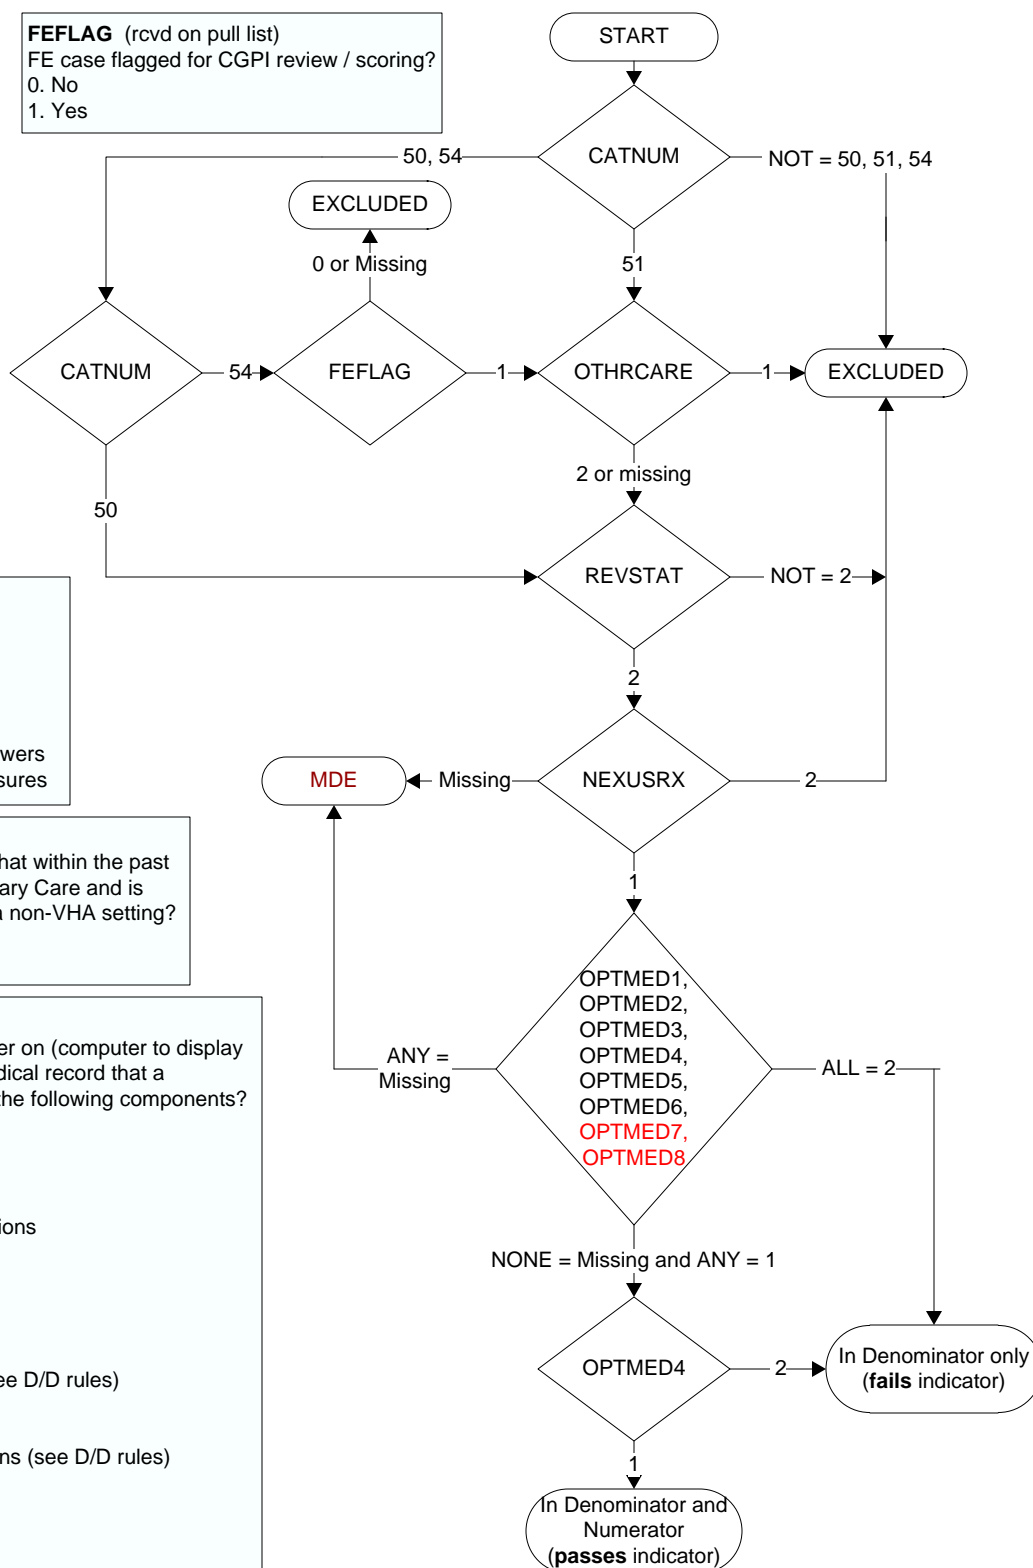 FEFLAG (rcvd on pull list)
FE case flagged for CGPI review / scoring?
0. No
1. Yes
START
CATNUM
50, 54
NOT = 50, 51, 54
EXCLUDED
0 or Missing
51
CATNUM
54
FEFLAG
1
OTHRCARE
1
EXCLUDED
2 or missing
50
REVSTAT
NOT = 2
2
wers
sures
MDE
Missing
NEXUSRX
2
1
hat within the past
ary Care and is
a non-VHA setting?
OPTMED1,
OPTMED2,
OPTMED3,
OPTMED4,
OPTMED5,
OPTMED6,
OPTMED7,
OPTMED8
ANY =
Missing
ALL = 2
er on (computer to display
dical record that a
the following components?
ions
ee D/D rules)
ns (see D/D rules)
NONE = Missing and ANY = 1
OPTMED4
2
In Denominator only
(fails indicator)
1
In Denominator and
Numerator
(passes indicator)